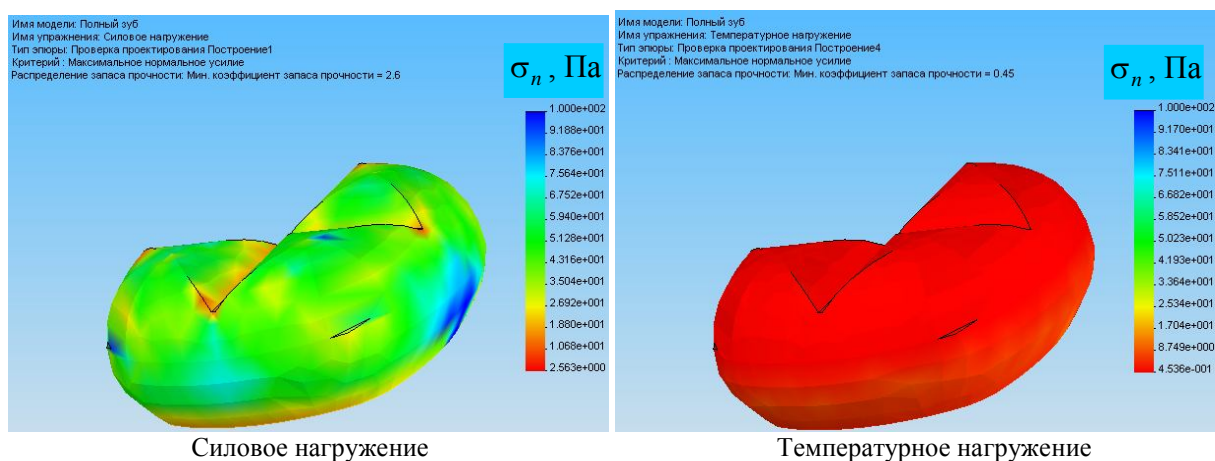 Имя модели: Полный зуб
Имя упражнения: Силовое нагружение
Тип эпюры: Проверка проектирования Построение1
Критерий : Максимальное нормальное усилие
Распределение запаса прочности: Мин. коэффициент запаса прочности = 2.6
σn , Па
1.000e+002
9.188e+001
8.376e+001
7.564e+001
6.752e+001
5.940e+001
5.128e+001
4.316e+001
3.504e+001
2.692e+001
1.880e+001
1.068e+001
2.563e+000
Силовое нагружение
Имя модели: Полный зуб
Имя упражнения: Температурное нагружение
Тип эпюры: Проверка проектирования Построение4
Критерий : Максимальное нормальное усилие
Распределение запаса прочности: Мин. коэффициент запаса прочности = 0.45
σn , Па
1.000e+002
9.170e+001
8.341e+001
7.511e+001
6.682e+001
5.852e+001
5.023e+001
4.193e+001
3.364e+001
2.534e+001
1.704e+001
8.749e+000
4.536e-001
Температурное нагружение